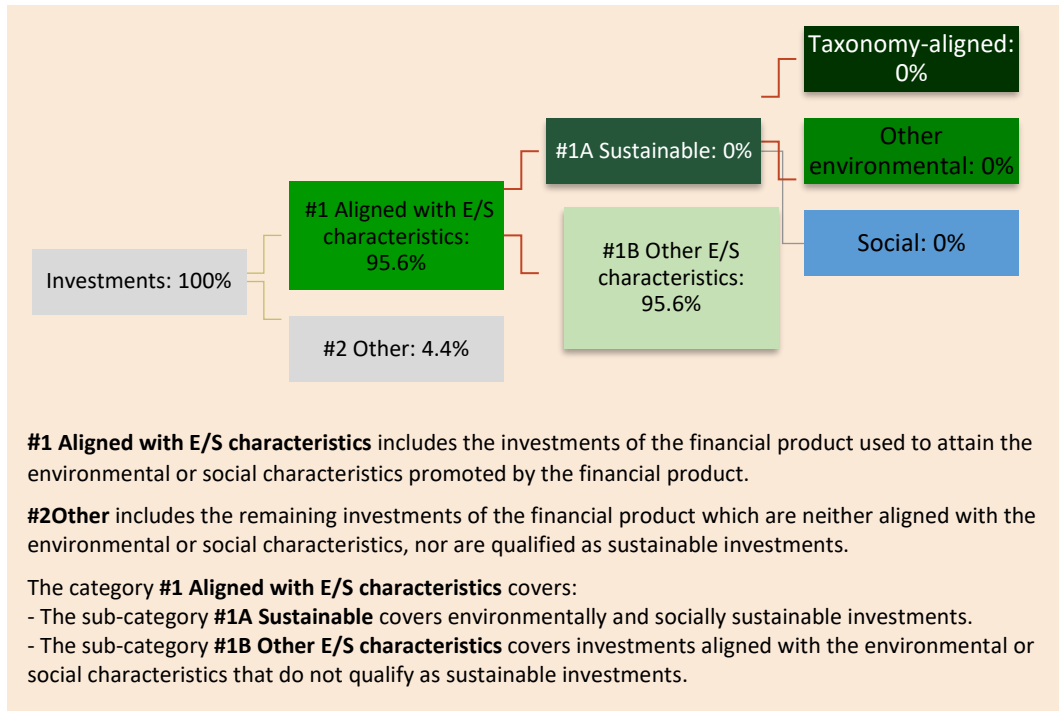 Taxonomy-aligned:
0%
#1A Sustainable: 0%
Other
environmental: 0%
#1 Aligned with E/S
characteristics:
95.6%
#1B Other E/S
characteristics:
95.6%
Social: 0%
Investments: 100%
#2 Other: 4.4%
#1 Aligned with E/S characteristics includes the investments of the financial product used to attain the
environmental or social characteristics promoted by the financial product.
#2Other includes the remaining investments of the financial product which are neither aligned with the
environmental or social characteristics, nor are qualified as sustainable investments.
The category #1 Aligned with E/S characteristics covers:
- The sub-category #1A Sustainable covers environmentally and socially sustainable investments.
- The sub-category #1B Other E/S characteristics covers investments aligned with the environmental or
social characteristics that do not qualify as sustainable investments.